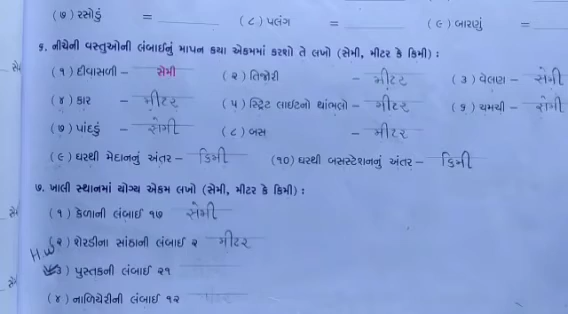 (૭) રસોડું = ______ (૮) પલંગ = ______ (૯) બારણું =
૬. નીચેની વસ્તુઓની લંબાઈનું માપન કયા એકમમાં કરશો તે લખો (સેમી, મીટર કે કિમી) :
(૧) દીવાસળી – સેમી (૨) તિજોરી – મીટર (૩) વેલણ – સેમી
(૪) કાર – મીટર (૫) સ્ટ્રિટ લાઈટનો થાંભલો – મીટર (૬) ચમચી – સેમી
(૭) પાંદડું – સેમી (૮) બસ – મીટર
(૯) ઘરથી મેદાનનું અંતર – કિમી (૧૦) ઘરથી બસસ્ટેશનનું અંતર – કિમી
૭. ખાલી સ્થાનમાં યોગ્ય એકમ લખો (સેમી, મીટર કે કિમી) :
(૧) કેળાની લંબાઈ ૧૭ સેમી
(૨) શેરડીના સાંઠાની લંબાઈ ૨ મીટર
H.W
(૩) પુસ્તકની લંબાઈ ૨૧
(૪) નાળિયેરીની લંબાઈ ૧૨